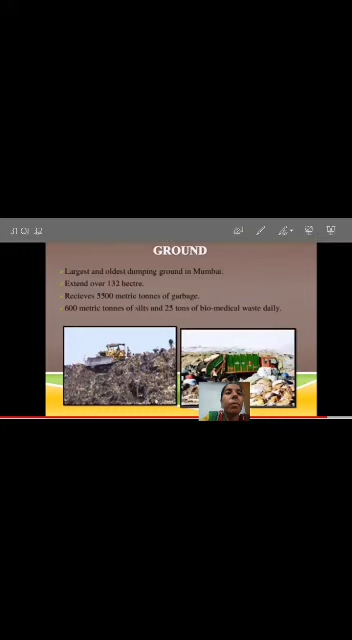 31 Of 32
GROUND
Largest and oldest dumping ground in Mumbai.
Extend over 132 hectre.
Recieves 5500 metric tonnes of garbage.
600 metric tonnes of silts and 25 tons of bio-medical waste daily.